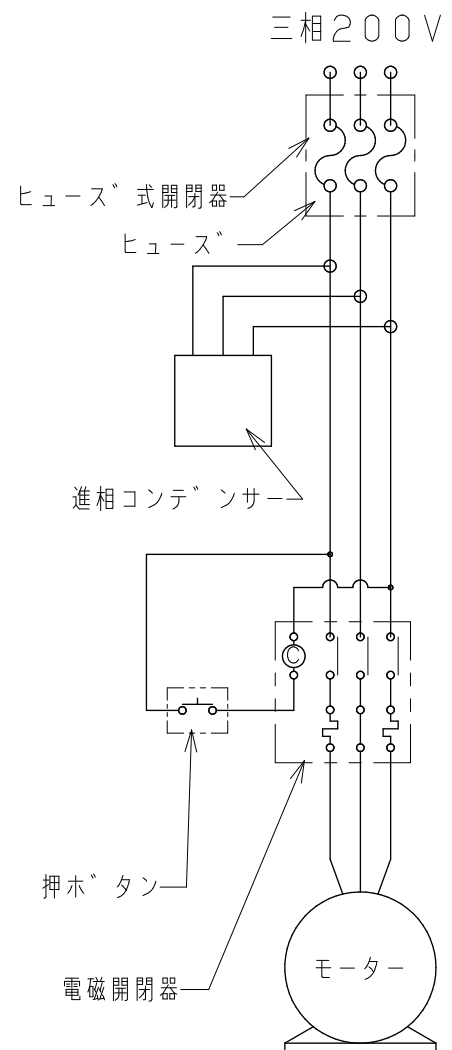 三相２００Ｖ
ヒューズ式開閉器
ヒューズ
進相コンデンサー
C
押ボタン
モーター
電磁開閉器